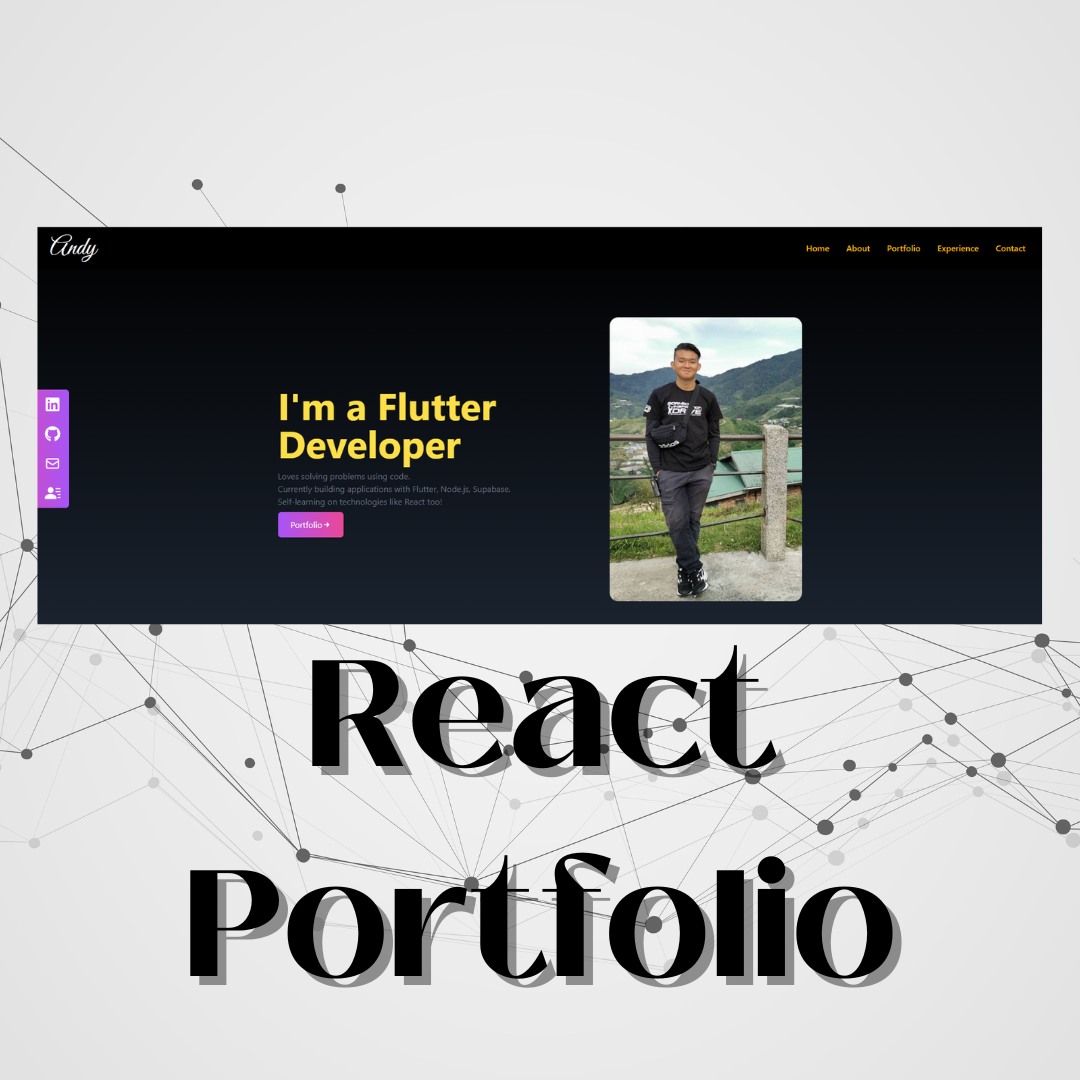 Andy
Home About Portfolio Experience Contact
I'm a Flutter
Developer
Loves solving problems using code.
Currently building applications with Flutter, Node.js, Supabase.
Self-learning on technologies like React too!
Portfolio →
React
Portfolio